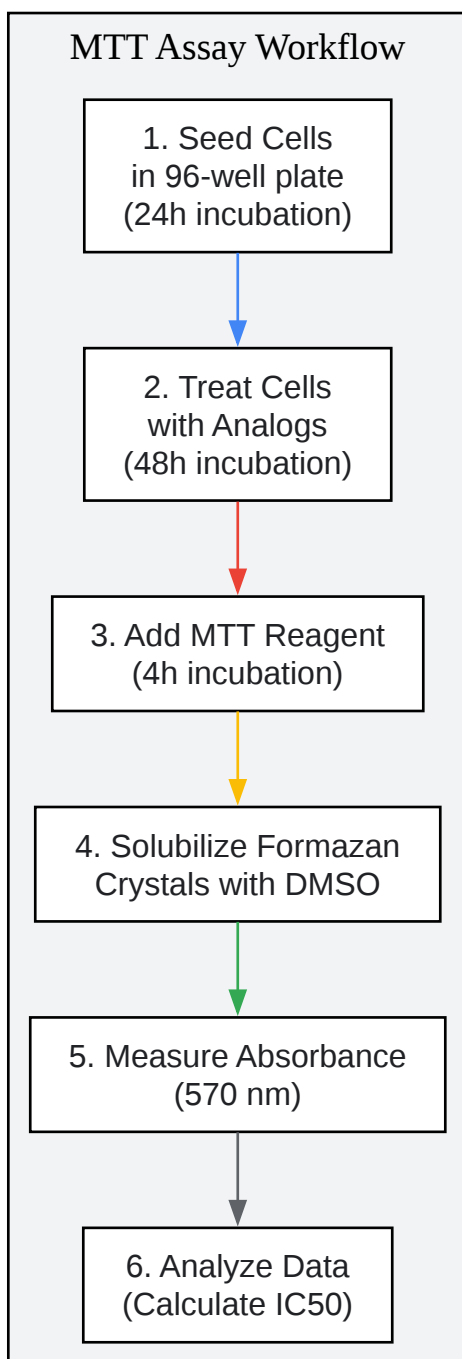 MTT Assay Workflow
1. Seed Cells
in 96-well plate
(24h incubation)
2. Treat Cells
with Analogs
(48h incubation)
3. Add MTT Reagent
(4h incubation)
4. Solubilize Formazan
Crystals with DMSO
5. Measure Absorbance
(570 nm)
6. Analyze Data
(Calculate IC50)